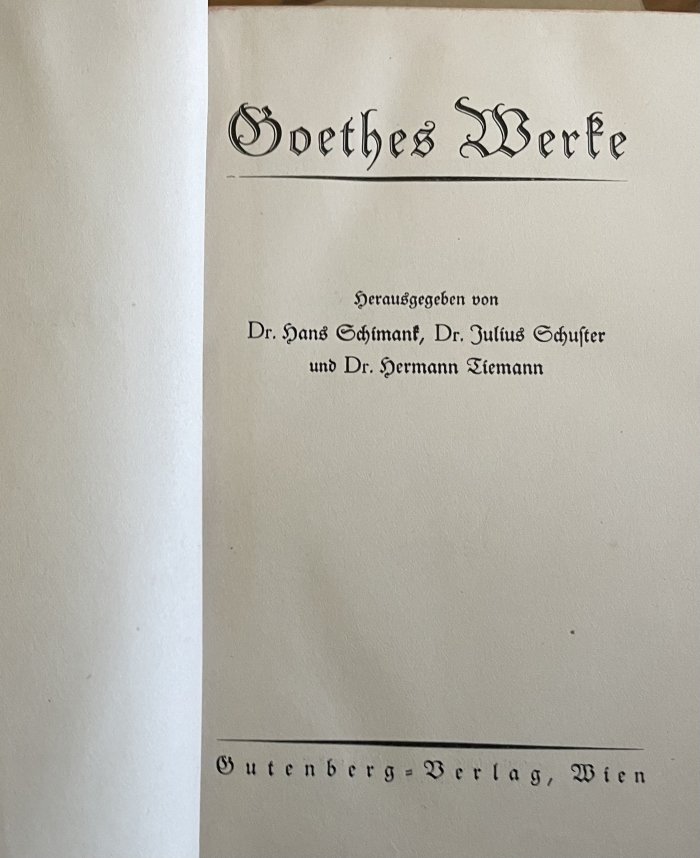 Goethes Werke
Herausgegeben von
Dr. Hans Schimank, Dr. Julius Schuſter
und Dr. Hermann Tiemann
Gutenberg-Verlag, Wien